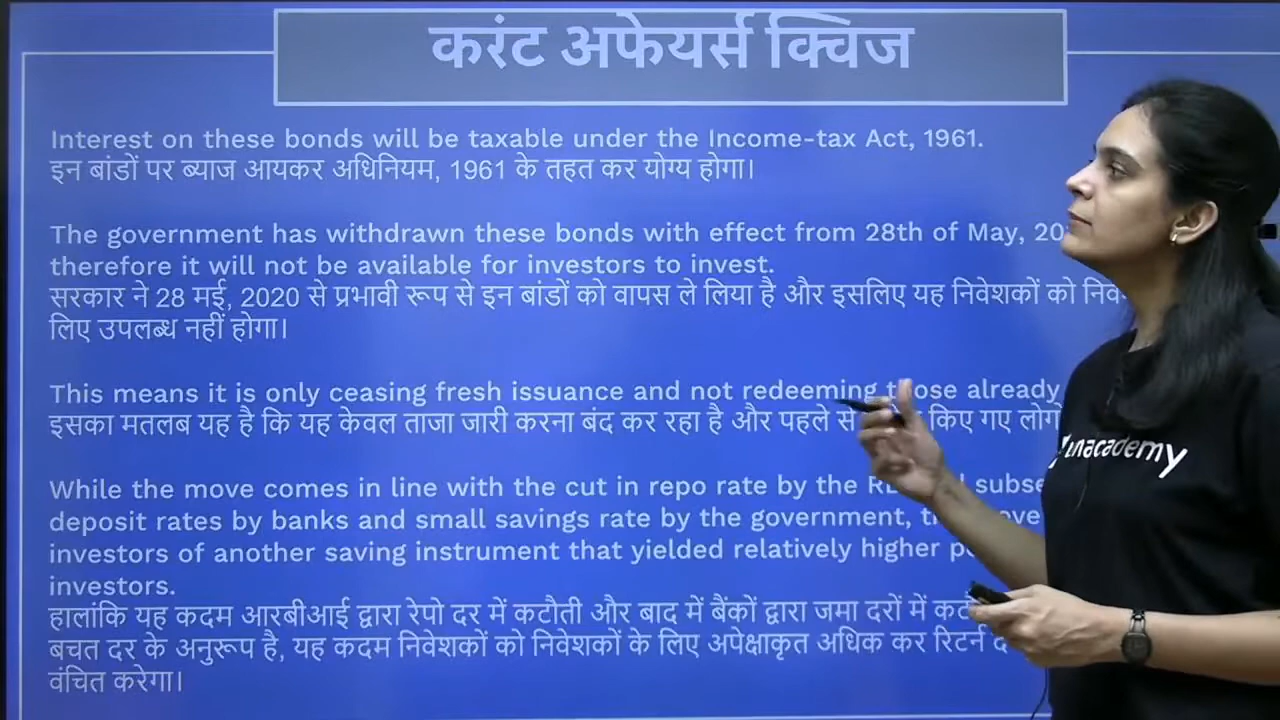 करंट अफेयर्स क्विज
Interest on these bonds will be taxable under the Income-tax Act, 1961.
इन बांडों पर ब्याज आयकर अधिनियम, 1961 के तहत कर योग्य होगा।
The government has withdrawn these bonds with effect from 28th of May, 20
therefore it will not be available for investors to invest.
सरकार ने 28 मई, 2020 से प्रभावी रूप से इन बांडों को वापस ले लिया है और इसलिए यह निवेशकों को
लिए उपलब्ध नहीं होगा।
This means it is only ceasing fresh issuance and not redeeming those already
इसका मतलब यह है कि यह केवल ताजा जारी करना बंद कर रहा है और पहले से किए गए लोगों
unacademy
While the move comes in line with the cut in repo rate by the
deposit rates by banks and small savings rate by the government,
investors of another saving instrument that yielded relatively higher
investors.
हालांकि यह कदम आरबीआई द्वारा रेपो दर में कटौती और बाद में बैंकों द्वारा जमा दरों में
बचत दर के अनुरूप है, यह कदम निवेशकों को निवेशकों के लिए अपेक्षाकृत अधिक कर रिटर्न
वंचित करेगा।